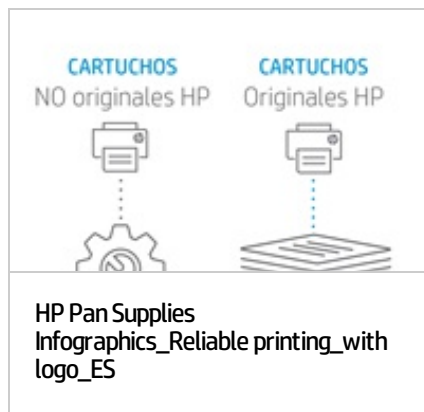 CARTUCHOS CARTUCHOS
NO originales HP Originales HP
HP Pan Supplies
Infographics_Reliable printing_with
logo_ES